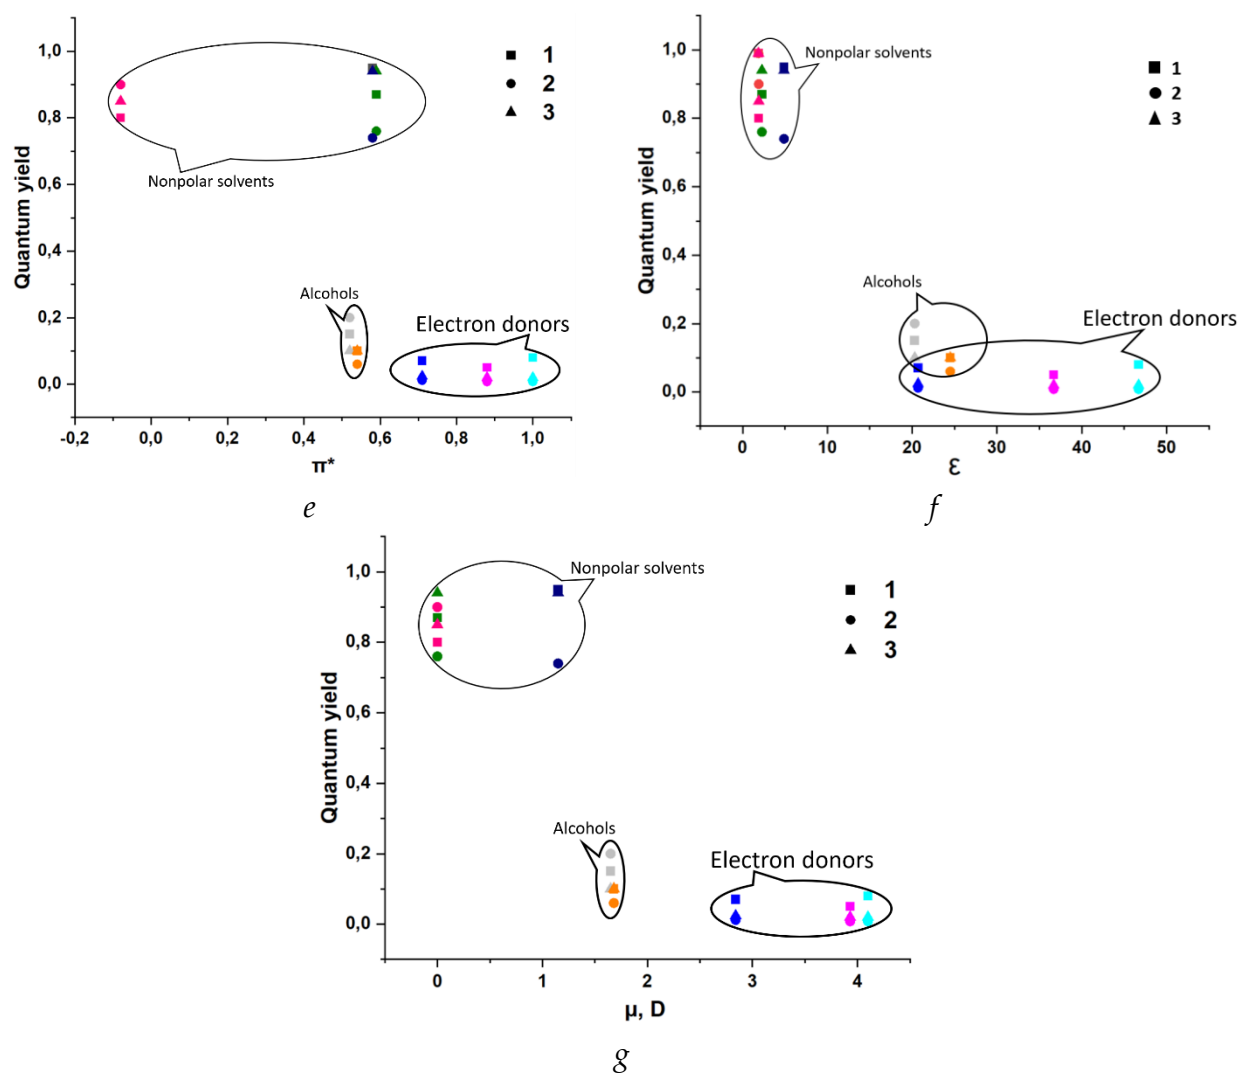 Quantum yield
1,0
0,8
0,6
0,4
0,2
0,0
-0,2
0,0
0,2
0,4
0,6
0,8
1,0
π*
1
2
3
Nonpolar solvents
Alcohols
Electron donors
e
Quantum yield
1,0
0,8
0,6
0,4
0,2
0,0
0
10
20
30
40
50
ε
1
2
3
Nonpolar solvents
Alcohols
Electron donors
f
Quantum yield
1,0
0,8
0,6
0,4
0,2
0,0
0
1
2
3
4
μ, D
1
2
3
Nonpolar solvents
Alcohols
Electron donors
g